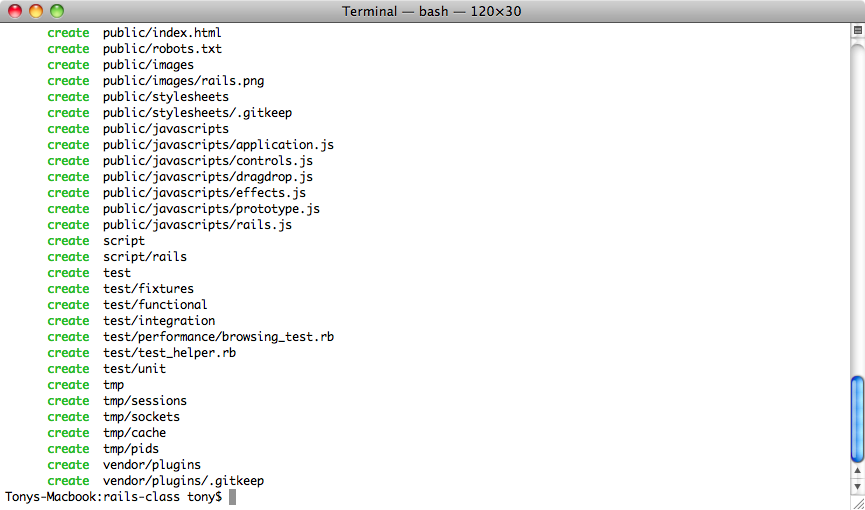 Terminal — bash — 120×30
create public/index.html
create public/robots.txt
create public/images
create public/images/rails.png
create public/stylesheets
create public/stylesheets/.gitkeep
create public/javascripts
create public/javascripts/application.js
create public/javascripts/controls.js
create public/javascripts/dragdrop.js
create public/javascripts/effects.js
create public/javascripts/prototype.js
create public/javascripts/rails.js
create script
create script/rails
create test
create test/fixtures
create test/functional
create test/integration
create test/performance/browsing_test.rb
create test/test_helper.rb
create test/unit
create tmp
create tmp/sessions
create tmp/sockets
create tmp/cache
create tmp/pids
create vendor/plugins
create vendor/plugins/.gitkeep
Tonys-Macbook:rails-class tony$